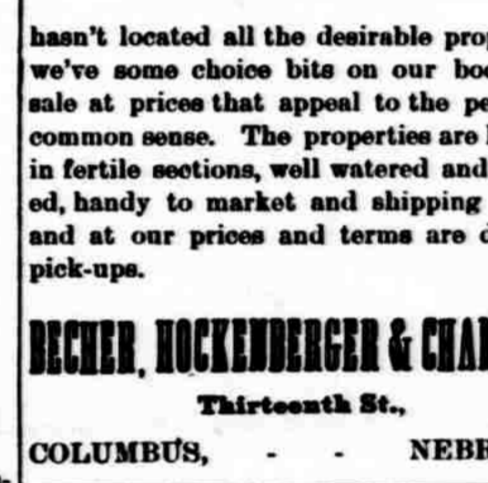 hasn't located all the desirable prop
we've some choice bits on our boo
sale at prices that appeal to the pe
common sense. The properties are l
in fertile sections, well watered and
ed, handy to market and shipping
and at our prices and terms are d
pick-ups.
BECHER, HOCKENBERGER & CHA
Thirteenth St.,
COLUMBUS, - - NEBR